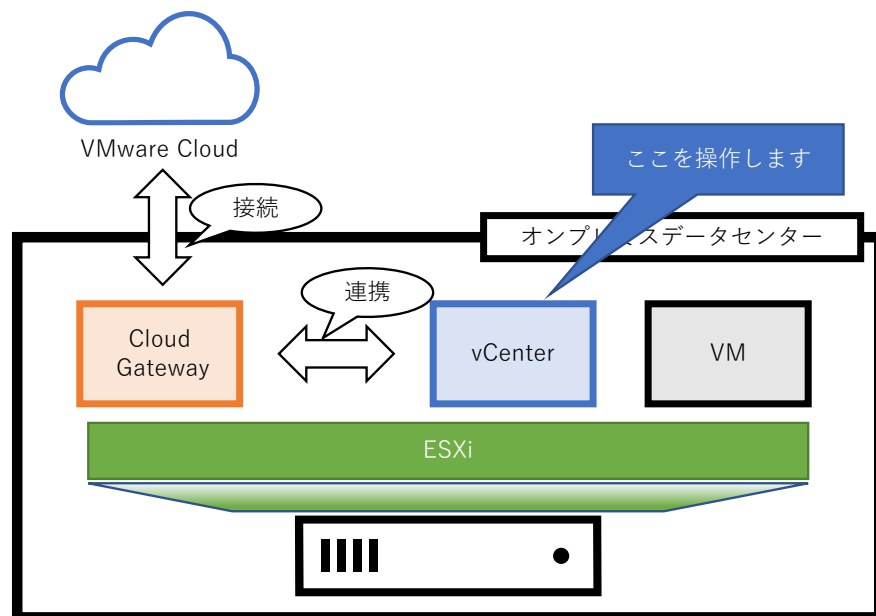 VMware Cloud
ここを操作します
接続
オンプレミスデータセンター
連携
Cloud
Gateway
vCenter
VM
ESXi